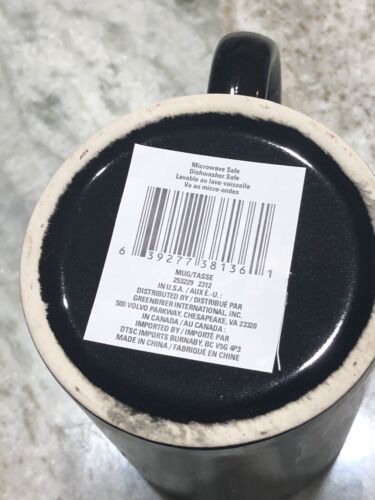 Microwave Safe
Dishwasher Safe
Lavable au lave-vaisselle
Va au micro-ondes
6 39277 38136 1
MUG/TASSE
253229 2312
IN U.S.A. / AUX É.-U. :
DISTRIBUTED BY / DISTRIBUÉ PAR
GREENBRIER INTERNATIONAL, INC.
500 VOLVO PARKWAY, CHESAPEAKE, VA 23320
IN CANADA / AU CANADA :
IMPORTED BY / IMPORTÉ PAR
DTSC IMPORTS BURNABY, BC V5G 4P3
MADE IN CHINA / FABRIQUÉ EN CHINE